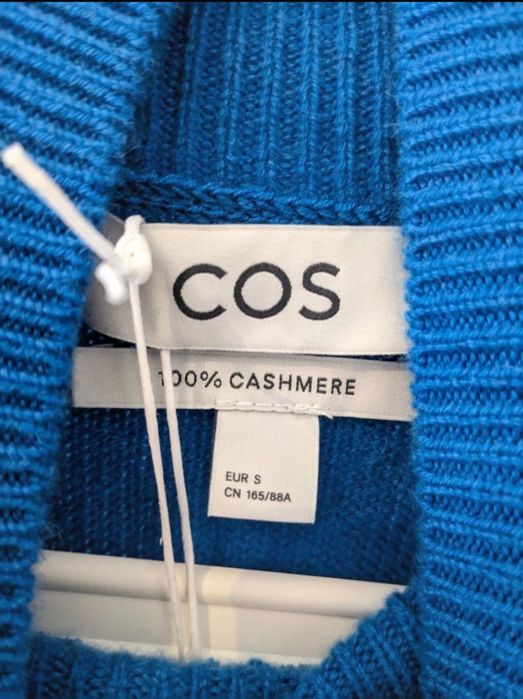 COS
100% CASHMERE
EUR S
CN 165/88A